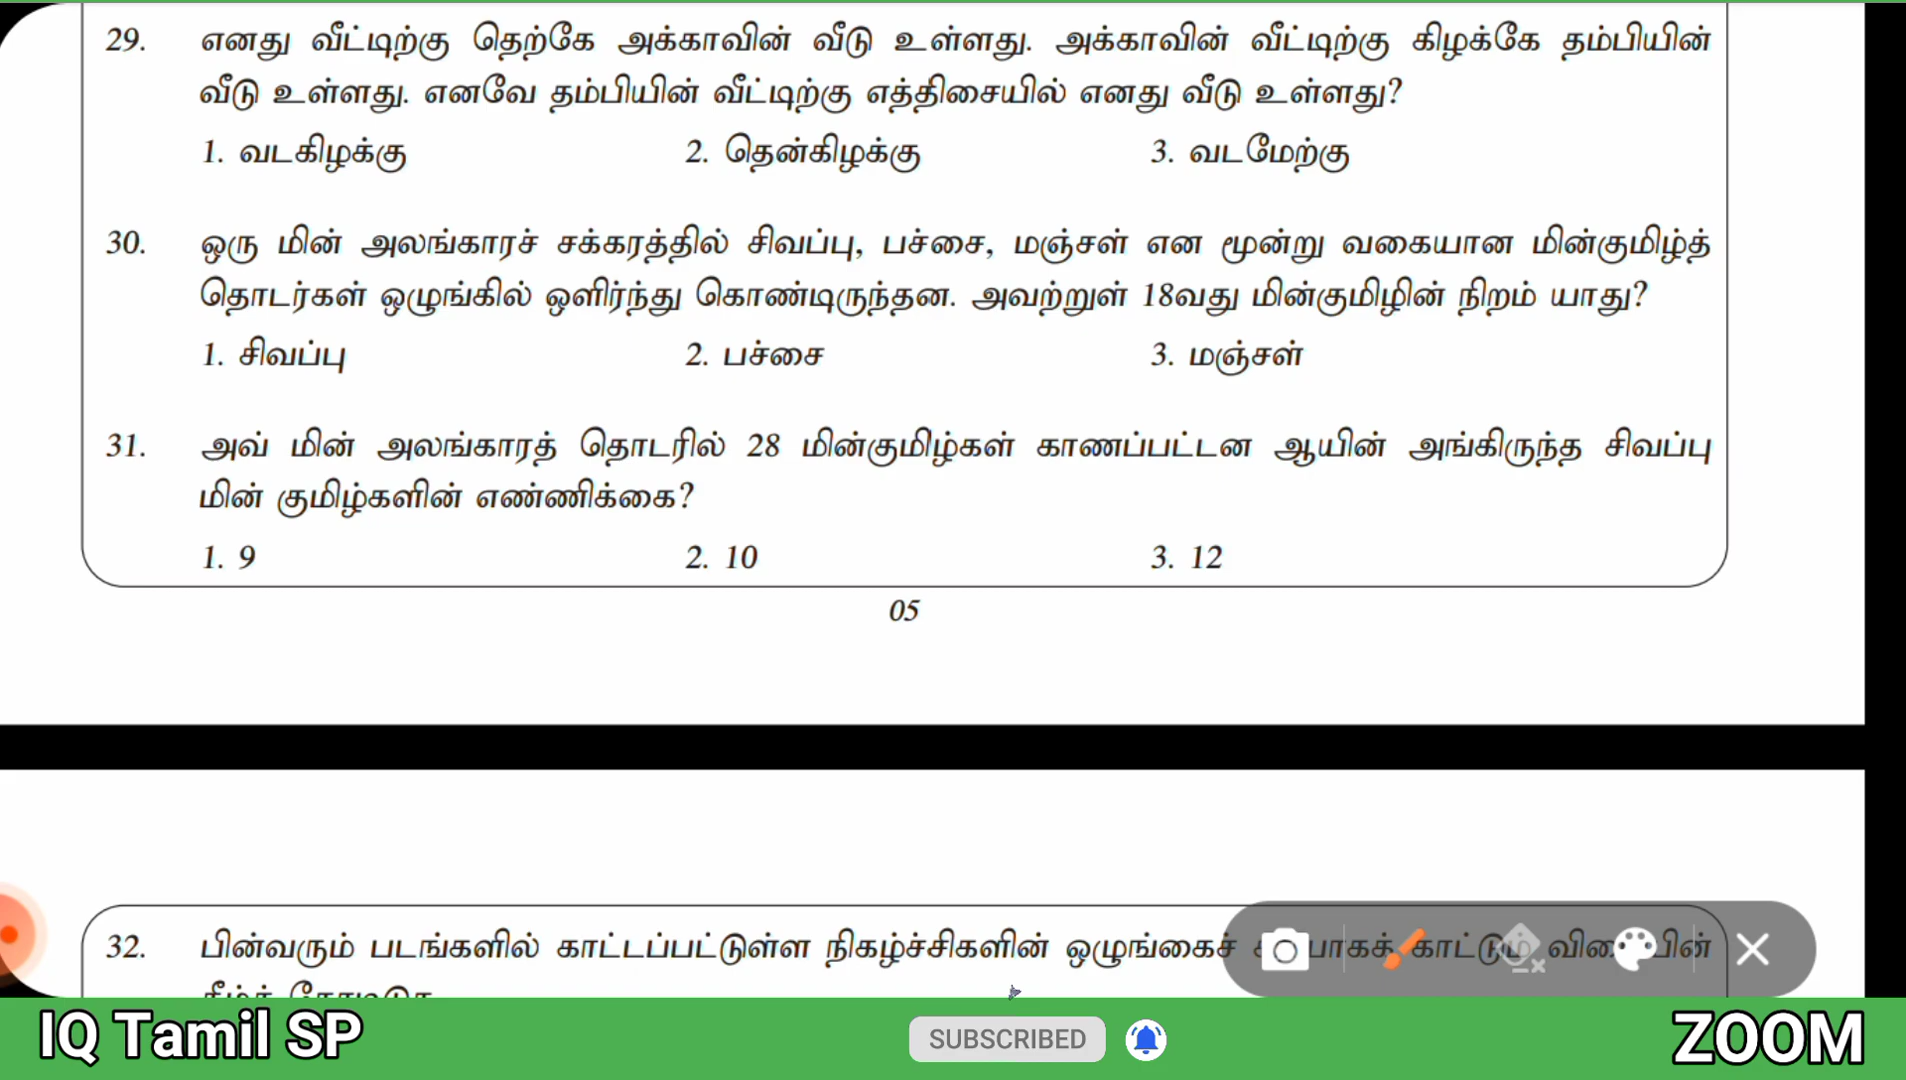 29. எனது வீட்டிற்கு தெற்கே அக்காவின் வீடு உள்ளது. அக்காவின் வீட்டிற்கு கிழக்கே தம்பியின்
வீடு உள்ளது. எனவே தம்பியின் வீட்டிற்கு எத்திசையில் எனது வீடு உள்ளது?
1. வடகிழக்கு 2. தென்கிழக்கு 3. வடமேற்கு
30. ஒரு மின் அலங்காரச் சக்கரத்தில் சிவப்பு, பச்சை, மஞ்சள் என மூன்று வகையான மின்குமிழ்த்
தொடர்கள் ஒழுங்கில் ஒளிர்ந்து கொண்டிருந்தன. அவற்றுள் 18வது மின்குமிழின் நிறம் யாது?
1. சிவப்பு 2. பச்சை 3. மஞ்சள்
31. அவ் மின் அலங்காரத் தொடரில் 28 மின்குமிழ்கள் காணப்பட்டன ஆயின் அங்கிருந்த சிவப்பு
மின் குமிழ்களின் எண்ணிக்கை?
1. 9 2. 10 3. 12
05
32. பின்வரும் படங்களில் காட்டப்பட்டுள்ள நிகழ்ச்சிகளின் ஒழுங்கைச் காட்டும்
IQ Tamil SP SUBSCRIBED ZOOM